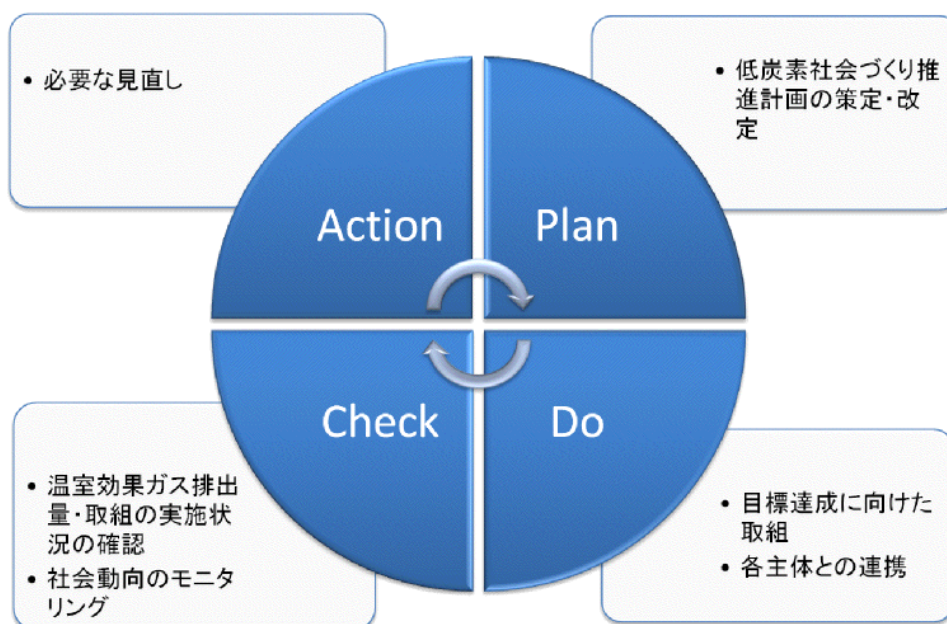 ・必要な見直し
・低炭素社会づくり推
進計画の策定・改
定
Action
Plan
Check
Do
・温室効果ガス排出
量・取組の実施状
況の確認
・社会動向のモニタ
リング
・目標達成に向けた
取組
・各主体との連携